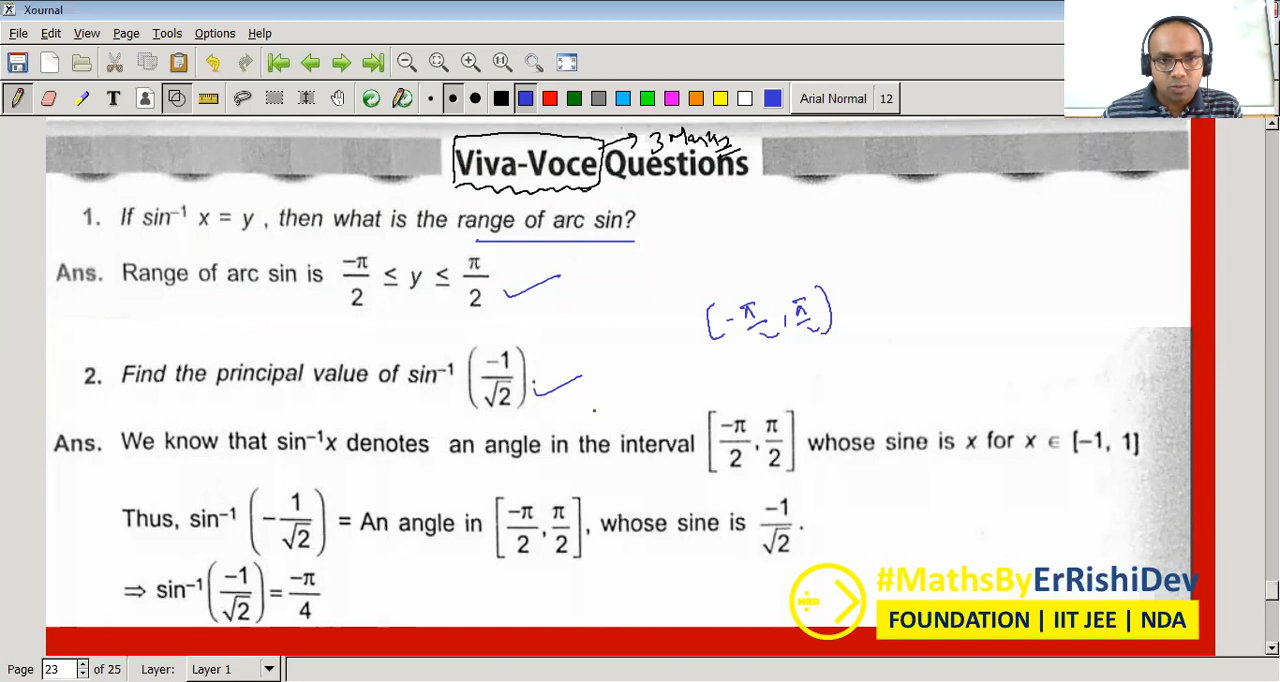 Xournal
File Edit View Page Tools Options Help
Arial Normal 12
Viva-Voce Questions
3 Marks
1. If sin⁻¹ x = y , then what is the range of arc sin?
Ans. Range of arc sin is -π/2 ≤ y ≤ π/2
[-π/2, π/2]
2. Find the principal value of sin⁻¹ (-1/√2).
Ans. We know that sin⁻¹x denotes an angle in the interval [-π/2, π/2] whose sine is x for x ∈ [–1, 1]
Thus, sin⁻¹ (-1/√2) = An angle in [-π/2, π/2], whose sine is -1/√2.
⇒ sin⁻¹(-1/√2) = -π/4
MRD
#MathsByErRishiDev
FOUNDATION | IIT JEE | NDA
Page 23 of 25 Layer: Layer 1